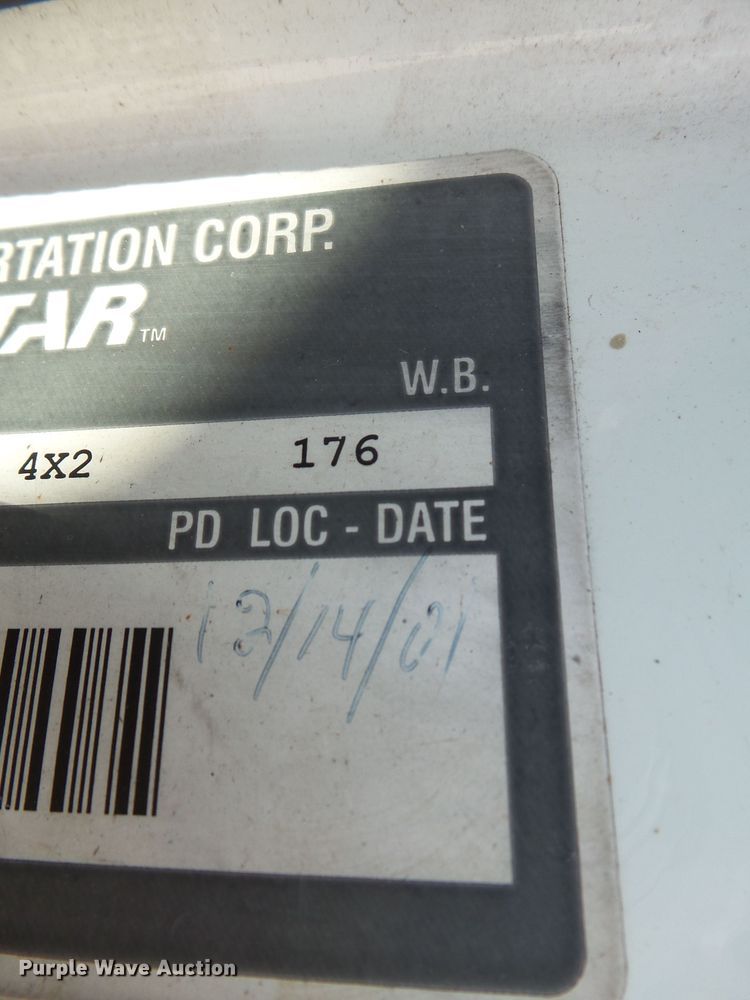 RTATION CORP.
TAR™
W.B.
4X2 176
PD LOC - DATE
12/14/01
Purple Wave Auction